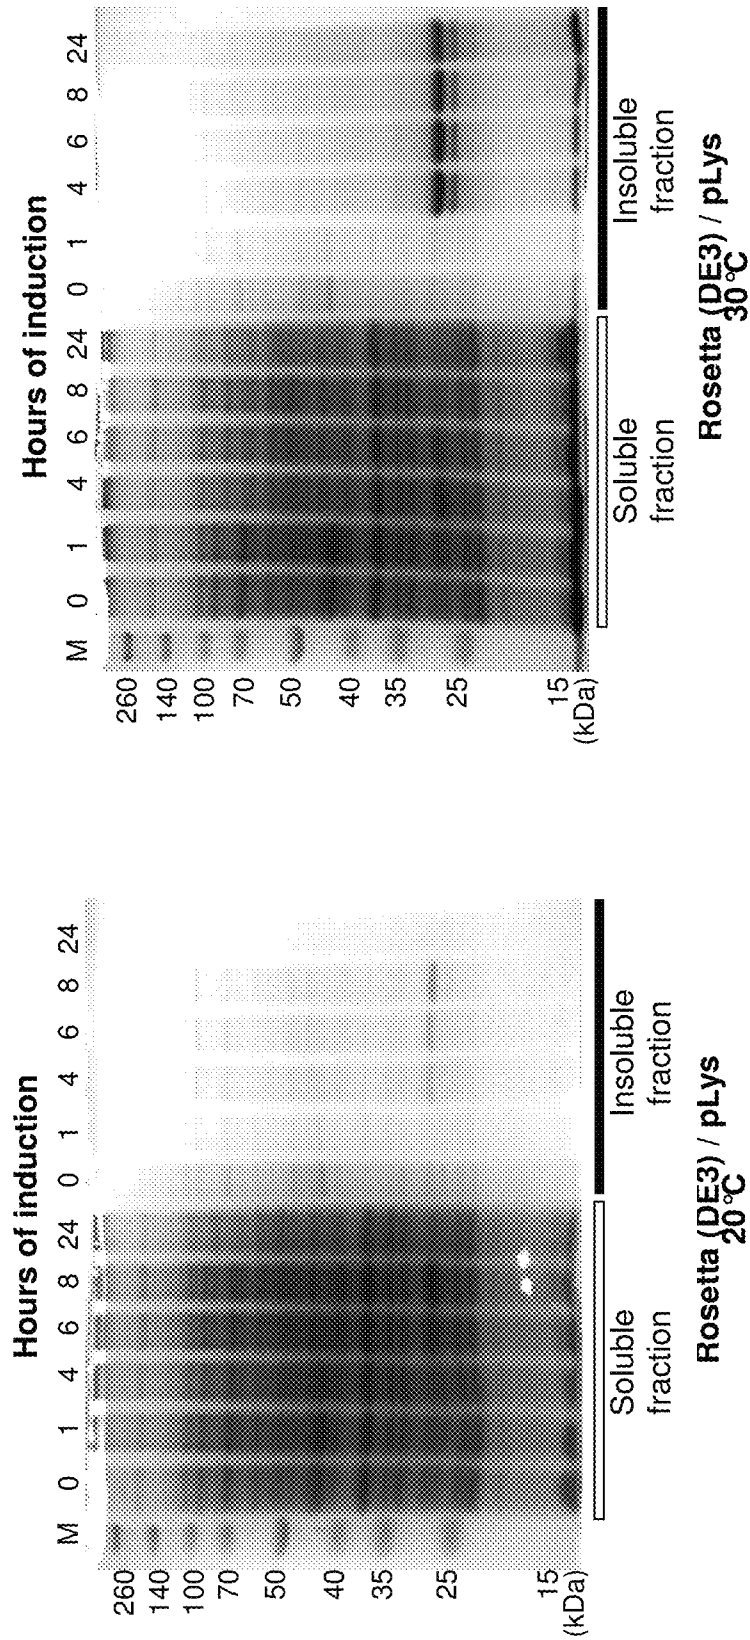 Hours of induction
M 0 1 4 6 8 24 0 1 4 6 8 24
260
140
100
70
50
40
35
25
15
(kDa)
Soluble
fraction
Insoluble
fraction
Rosetta (DE3) / pLys
20°C
Hours of induction
M 0 1 4 6 8 24 0 1 4 6 8 24
260
140
100
70
50
40
35
25
15
(kDa)
Soluble
fraction
Insoluble
fraction
Rosetta (DE3) / pLys
30°C